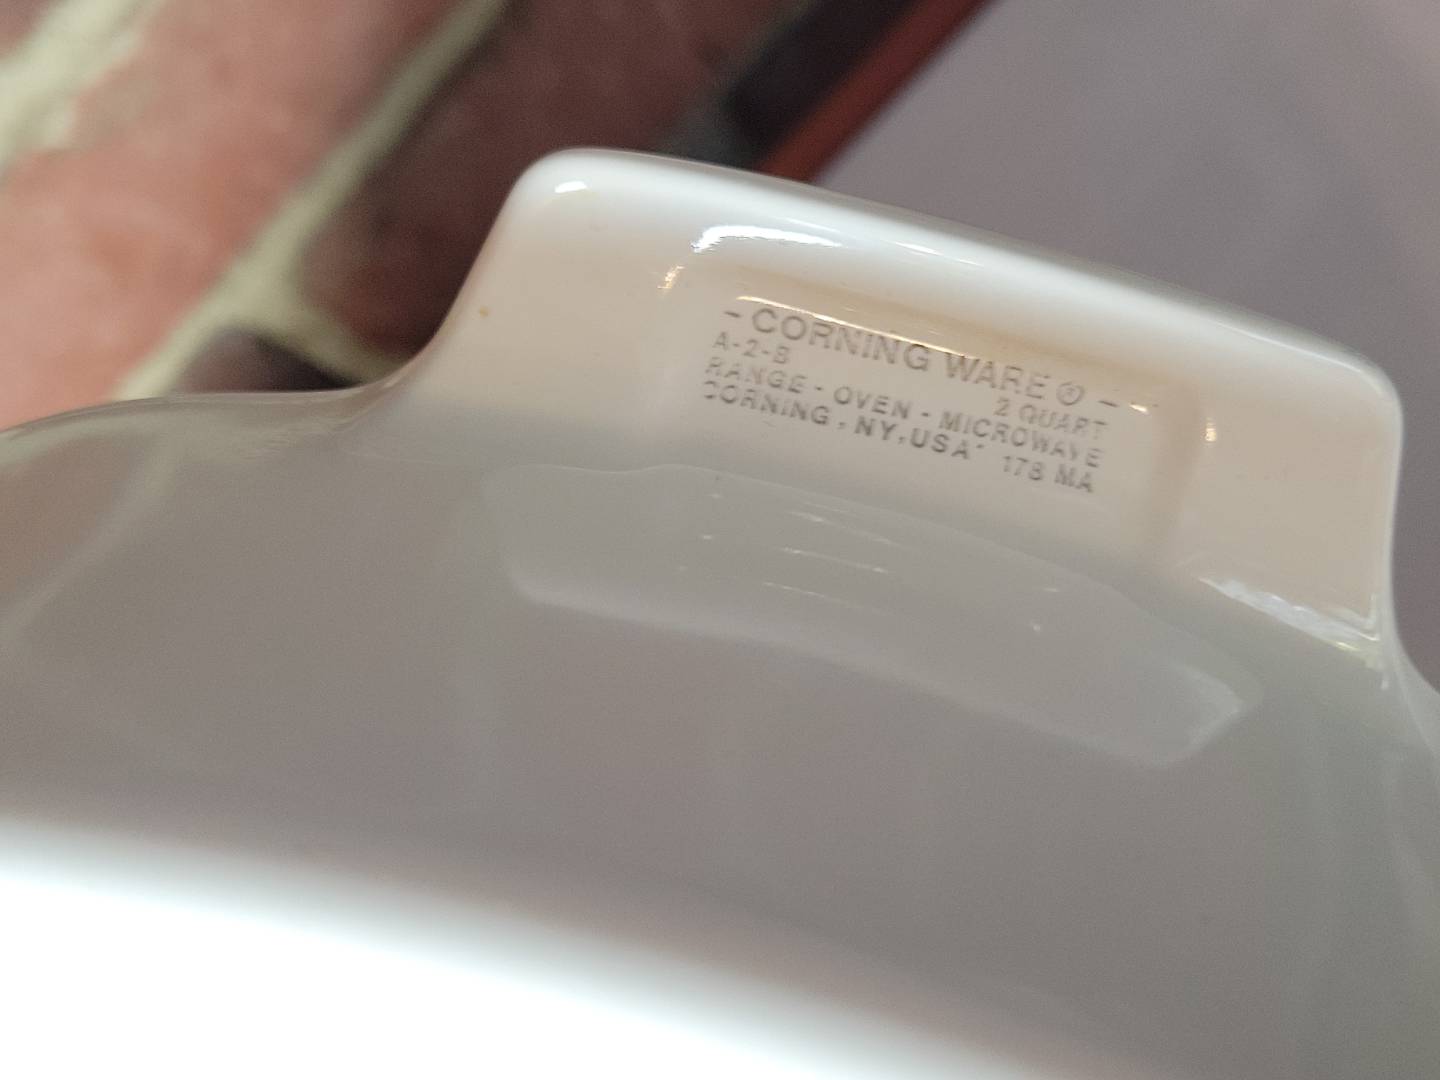 - CORNING WARE ® - -
A-2-B 2 QUART
RANGE - OVEN - MICROWAVE
CORNING, NY, USA 178 MA